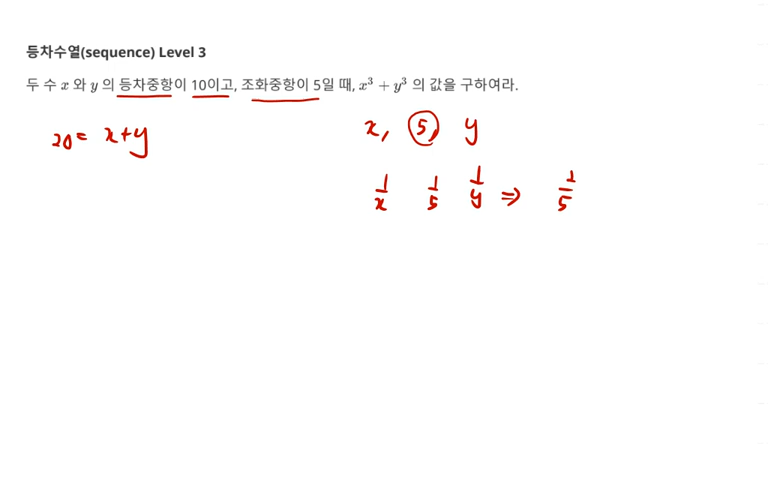 등차수열(sequence) Level 3
두 수 x 와 y 의 등차중항이 10이고, 조화중항이 5일 때, x³ + y³ 의 값을 구하여라.
20 = x+y
x, 5, y
1/x 1/5 1/y ⇒ 2/5